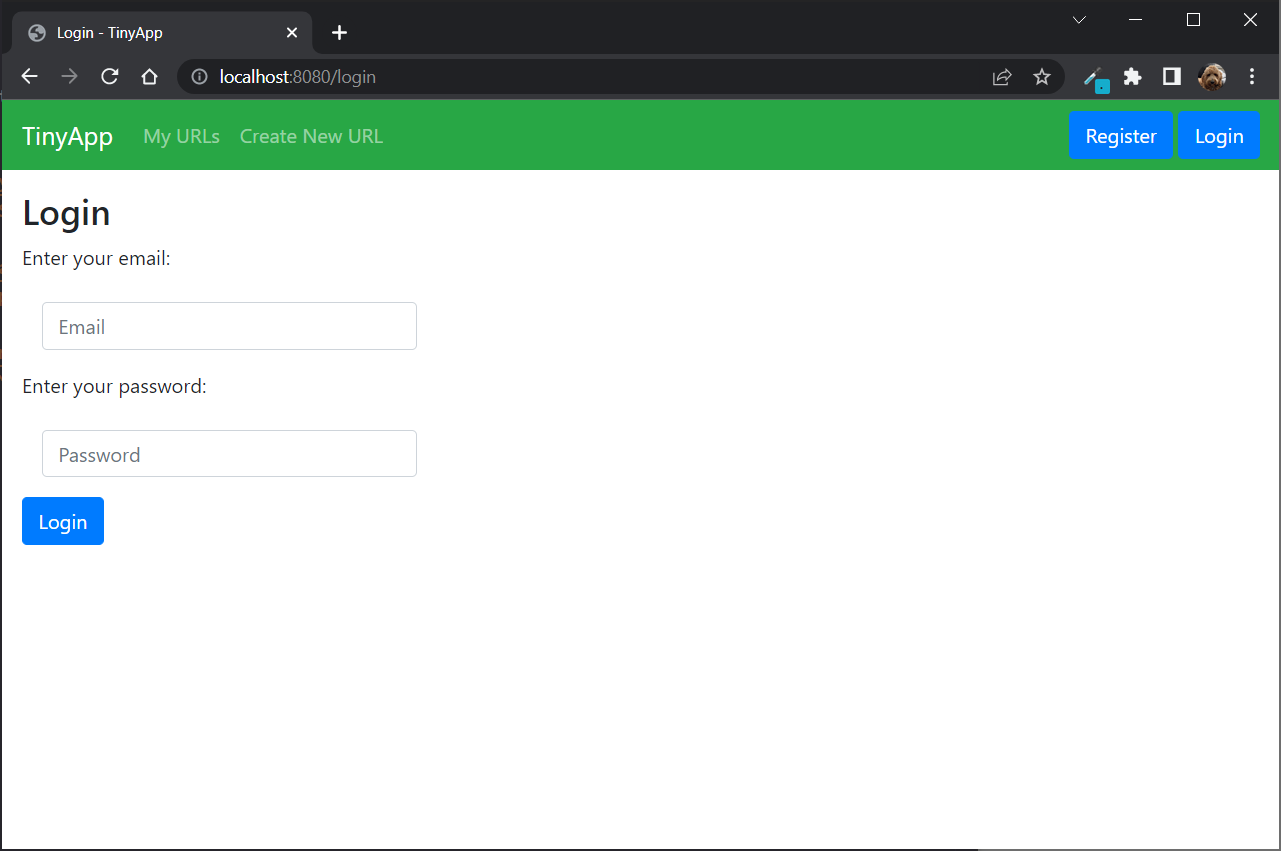 Login - TinyApp
localhost:8080/login
TinyApp My URLs Create New URL Register Login
Login
Enter your email:
Email
Enter your password:
Password
Login